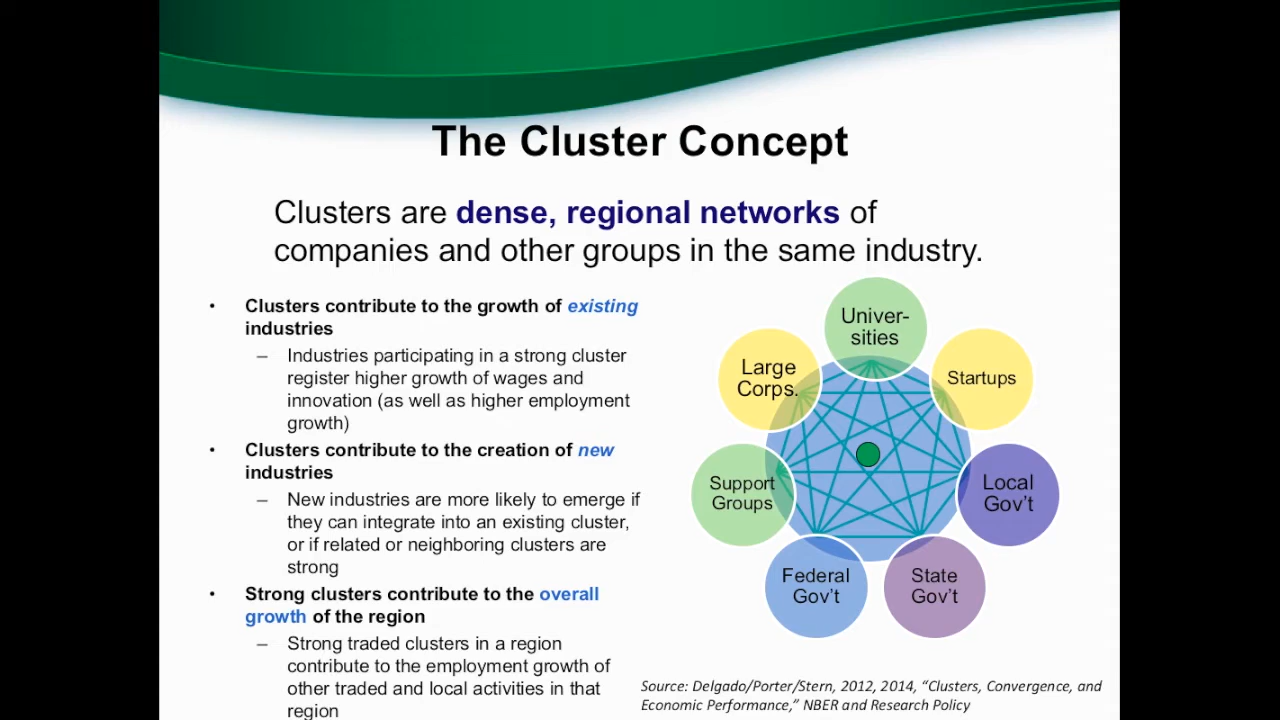 The Cluster Concept
Clusters are dense, regional networks of
companies and other groups in the same industry.
• Clusters contribute to the growth of existing
industries
– Industries participating in a strong cluster
register higher growth of wages and
innovation (as well as higher employment
growth)
• Clusters contribute to the creation of new
industries
– New industries are more likely to emerge if
they can integrate into an existing cluster,
or if related or neighboring clusters are
strong
• Strong clusters contribute to the overall
growth of the region
– Strong traded clusters in a region
contribute to the employment growth of
other traded and local activities in that
region
Univer-
sities
Large
Corps.
Startups
Support
Groups
Local
Gov’t
Federal
Gov’t
State
Gov’t
Source: Delgado/Porter/Stern, 2012, 2014, “Clusters, Convergence, and
Economic Performance,” NBER and Research Policy